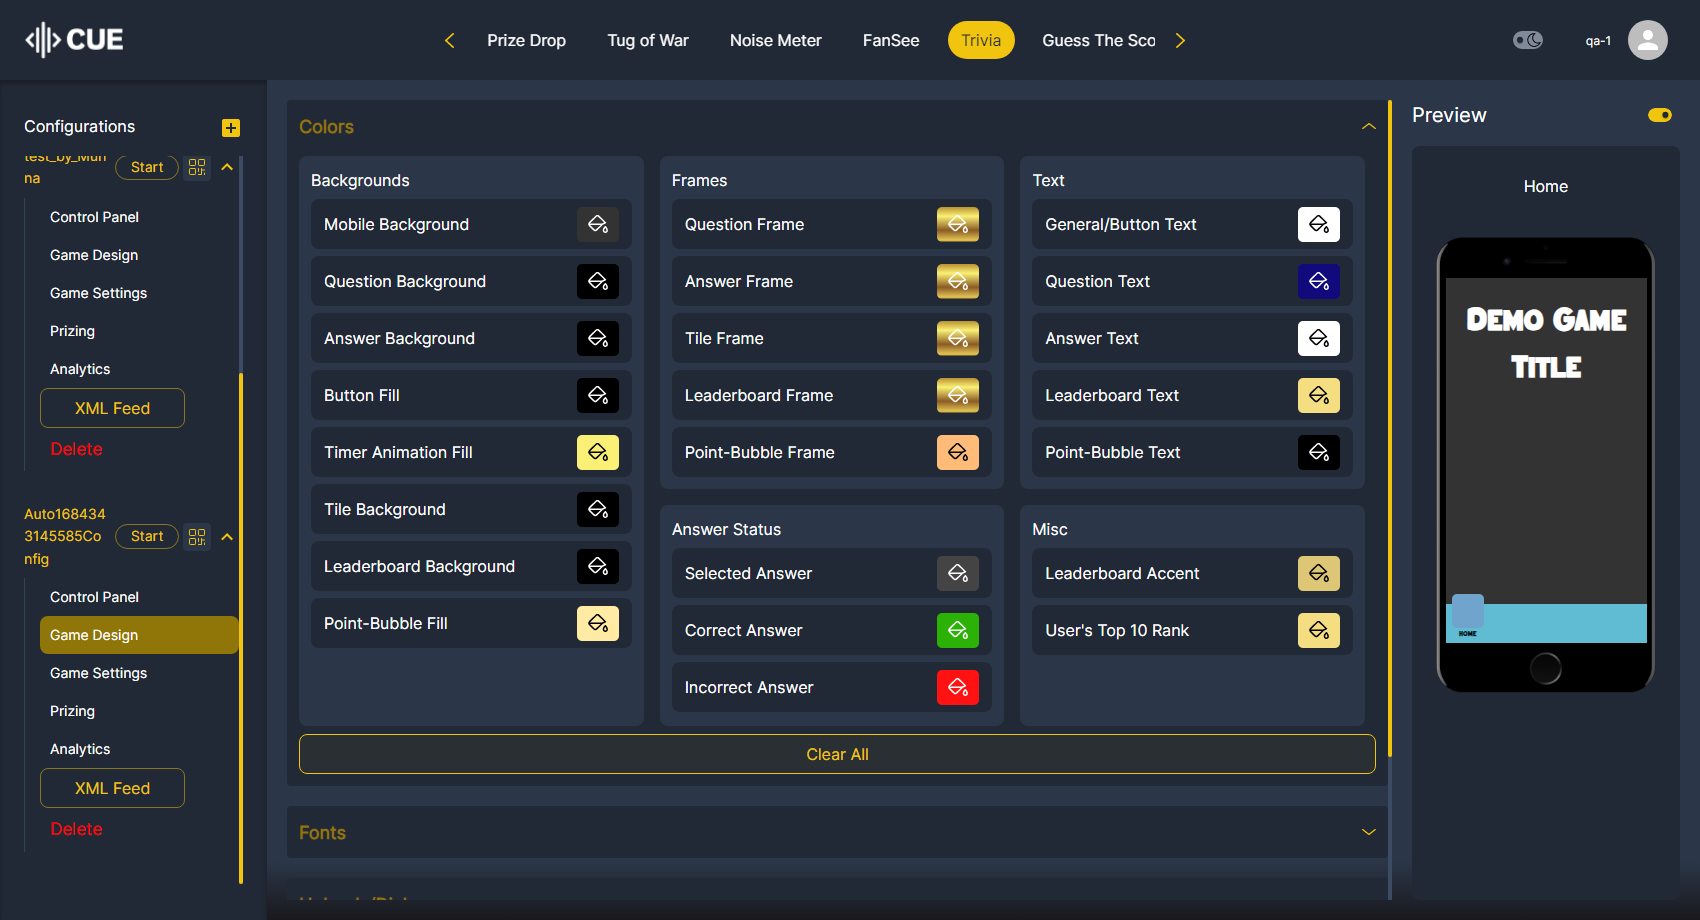 CUE
Prize Drop
Tug of War
Noise Meter
FanSee
Trivia
Guess The Sco
qa-1
Configurations
test_by_Mun
na
Start
Control Panel
Game Design
Game Settings
Prizing
Analytics
XML Feed
Delete
Auto168434
3145585Co
nfig
Start
Control Panel
Game Design
Game Settings
Prizing
Analytics
XML Feed
Delete
Colors
Backgrounds
Mobile Background
Question Background
Answer Background
Button Fill
Timer Animation Fill
Tile Background
Leaderboard Background
Point-Bubble Fill
Frames
Question Frame
Answer Frame
Tile Frame
Leaderboard Frame
Point-Bubble Frame
Text
General/Button Text
Question Text
Answer Text
Leaderboard Text
Point-Bubble Text
Answer Status
Selected Answer
Correct Answer
Incorrect Answer
Misc
Leaderboard Accent
User's Top 10 Rank
Clear All
Fonts
Preview
Home
Demo Game
Title
HOME